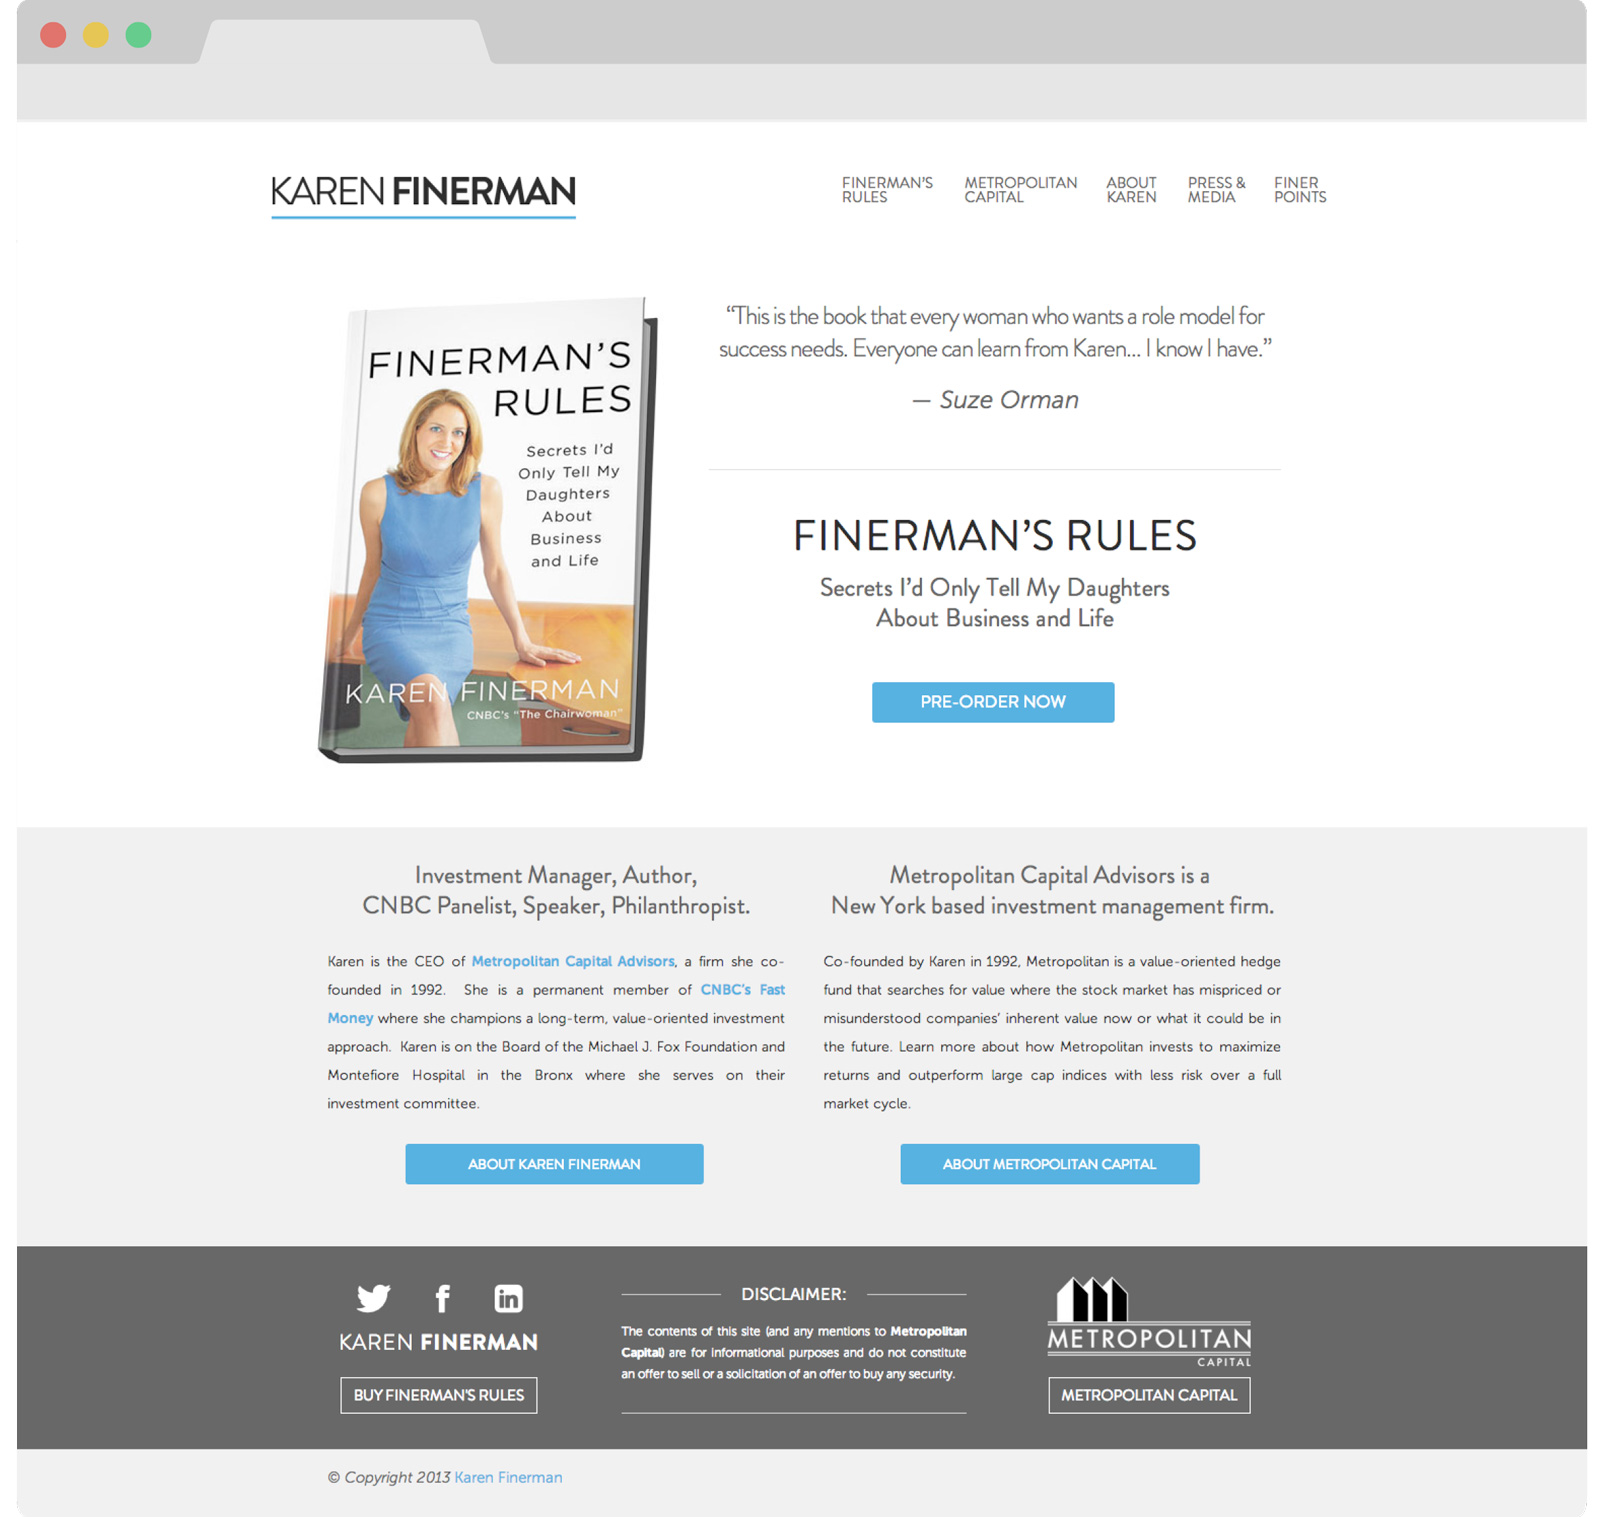 KAREN FINERMAN
FINERMAN'S
RULES
METROPOLITAN
CAPITAL
ABOUT
KAREN
PRESS &
MEDIA
FINER
POINTS
FINERMAN'S
RULES
Secrets I'd
Only Tell My
Daughters
About
Business
and Life
KAREN FINERMAN
CNBC's "The Chairwoman"
“This is the book that every woman who wants a role model for
success needs. Everyone can learn from Karen... I know I have.”
— Suze Orman
FINERMAN'S RULES
Secrets I'd Only Tell My Daughters
About Business and Life
PRE-ORDER NOW
Investment Manager, Author,
CNBC Panelist, Speaker, Philanthropist.
Karen is the CEO of Metropolitan Capital Advisors, a firm she co-
founded in 1992. She is a permanent member of CNBC's Fast
Money where she champions a long-term, value-oriented investment
approach. Karen is on the Board of the Michael J. Fox Foundation and
Montefiore Hospital in the Bronx where she serves on their
investment committee.
ABOUT KAREN FINERMAN
Metropolitan Capital Advisors is a
New York based investment management firm.
Co-founded by Karen in 1992, Metropolitan is a value-oriented hedge
fund that searches for value where the stock market has mispriced or
misunderstood companies' inherent value now or what it could be in
the future. Learn more about how Metropolitan invests to maximize
returns and outperform large cap indices with less risk over a full
market cycle.
ABOUT METROPOLITAN CAPITAL
KAREN FINERMAN
BUY FINERMAN'S RULES
DISCLAIMER:
The contents of this site (and any mentions to Metropolitan
Capital) are for informational purposes and do not constitute
an offer to sell or a solicitation of an offer to buy any security.
METROPOLITAN
CAPITAL
METROPOLITAN CAPITAL
© Copyright 2013 Karen Finerman